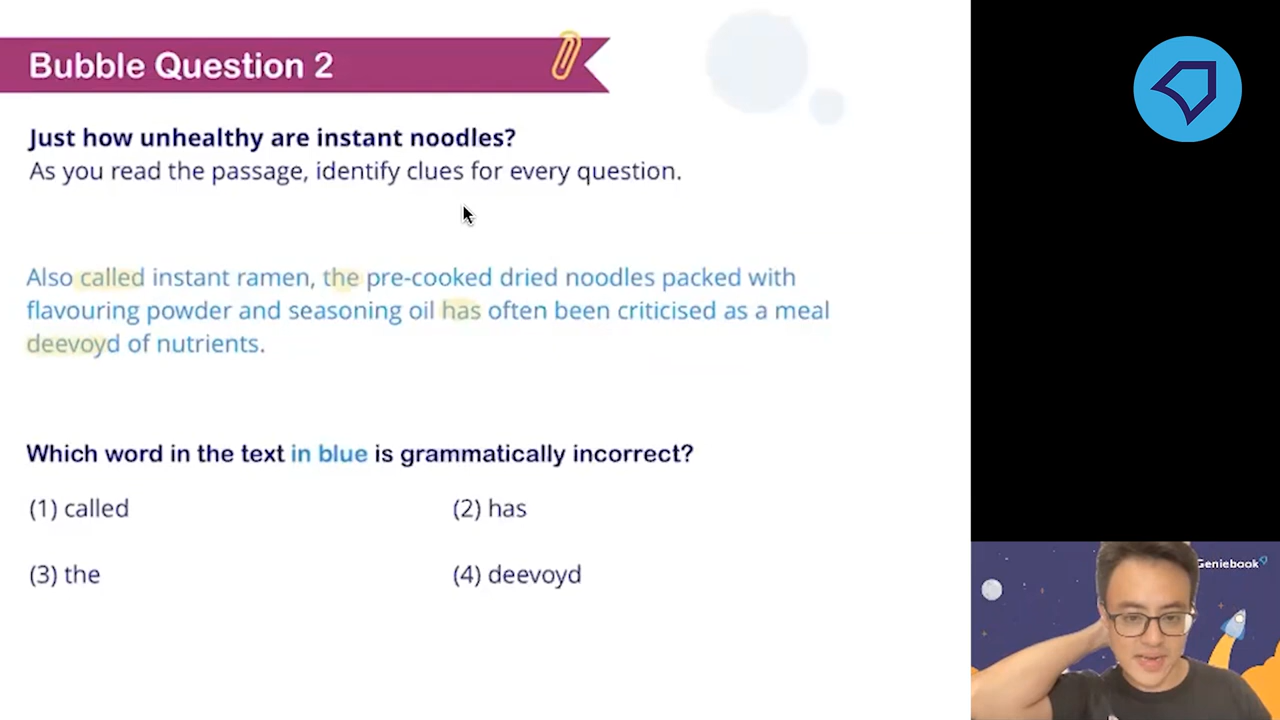 Bubble Question 2
Just how unhealthy are instant noodles?
As you read the passage, identify clues for every question.
Also called instant ramen, the pre-cooked dried noodles packed with
flavouring powder and seasoning oil has often been criticised as a meal
deevoyd of nutrients.
Which word in the text in blue is grammatically incorrect?
(1) called
(2) has
(3) the
(4) deevoyd
Geniebook